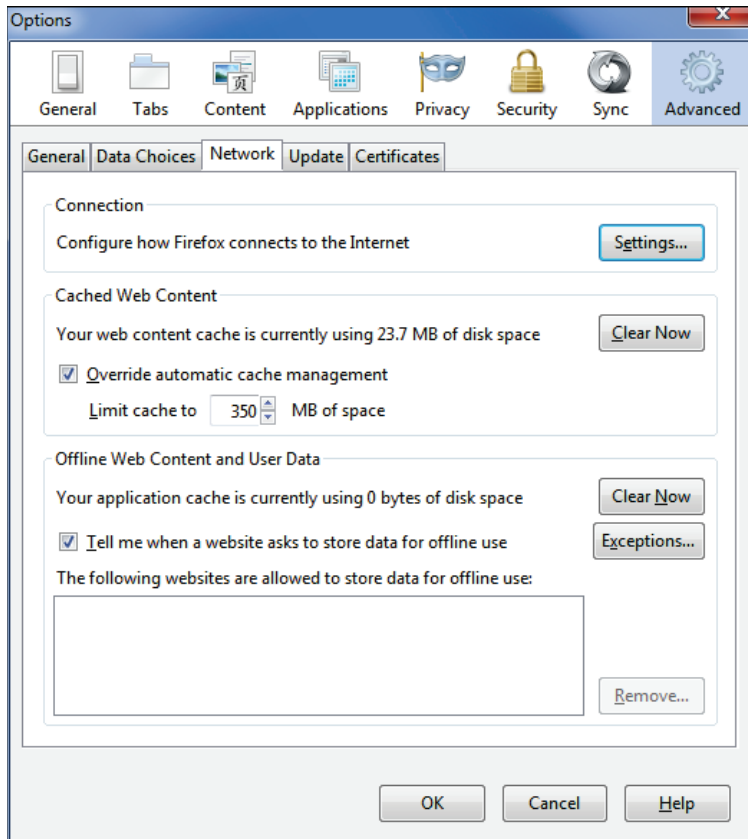 Options
X
页
General Tabs Content Applications Privacy Security Sync Advanced
General Data Choices Network Update Certificates
Connection
Configure how Firefox connects to the Internet Settings...
Cached Web Content
Your web content cache is currently using 23.7 MB of disk space Clear Now
Override automatic cache management
Limit cache to 350 MB of space
Offline Web Content and User Data
Your application cache is currently using 0 bytes of disk space Clear Now
Tell me when a website asks to store data for offline use Exceptions...
The following websites are allowed to store data for offline use:
Remove...
OK Cancel Help